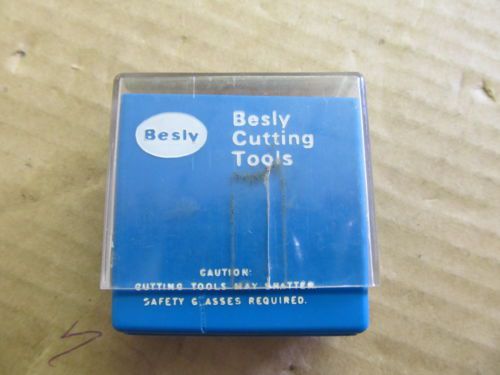 Besly
Besly
Cutting
Tools
CAUTION:
CUTTING TOOLS MAY SHATTER
SAFETY GLASSES REQUIRED.